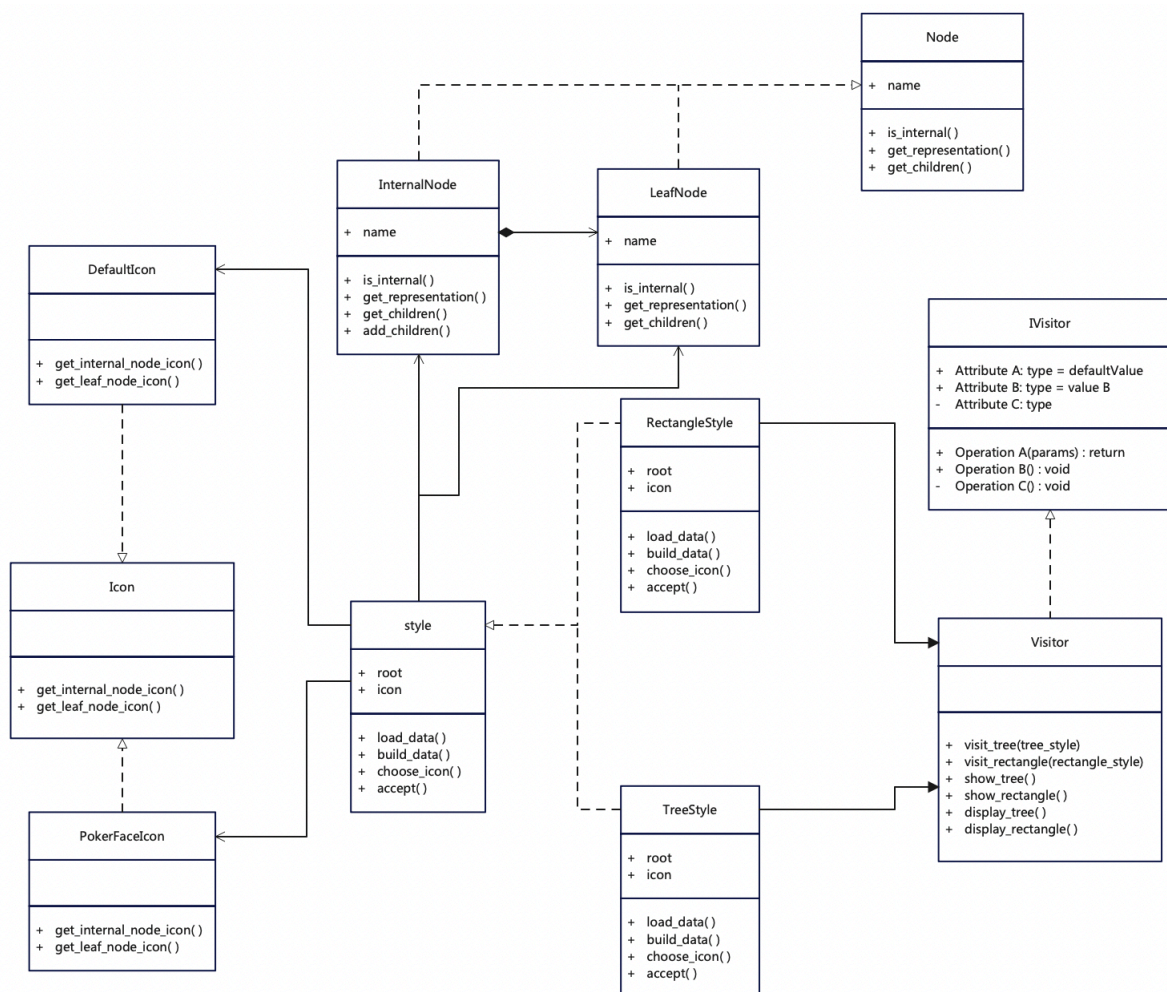 Node
+ name
+ is_internal( )
+ get_representation( )
+ get_children( )
InternalNode
+ name
+ is_internal( )
+ get_representation( )
+ get_children( )
+ add_children( )
LeafNode
+ name
+ is_internal( )
+ get_representation( )
+ get_children( )
DefaultIcon
+ get_internal_node_icon( )
+ get_leaf_node_icon( )
IVisitor
+ Attribute A: type = defaultValue
+ Attribute B: type = value B
- Attribute C: type
+ Operation A(params) : return
+ Operation B() : void
- Operation C() : void
RectangleStyle
+ root
+ icon
+ load_data( )
+ build_data( )
+ choose_icon( )
+ accept( )
Icon
+ get_internal_node_icon( )
+ get_leaf_node_icon( )
style
+ root
+ icon
+ load_data( )
+ build_data( )
+ choose_icon( )
+ accept( )
Visitor
+ visit_tree(tree_style)
+ visit_rectangle(rectangle_style)
+ show_tree( )
+ show_rectangle( )
+ display_tree( )
+ display_rectangle( )
PokerFaceIcon
+ get_internal_node_icon( )
+ get_leaf_node_icon( )
TreeStyle
+ root
+ icon
+ load_data( )
+ build_data( )
+ choose_icon( )
+ accept( )